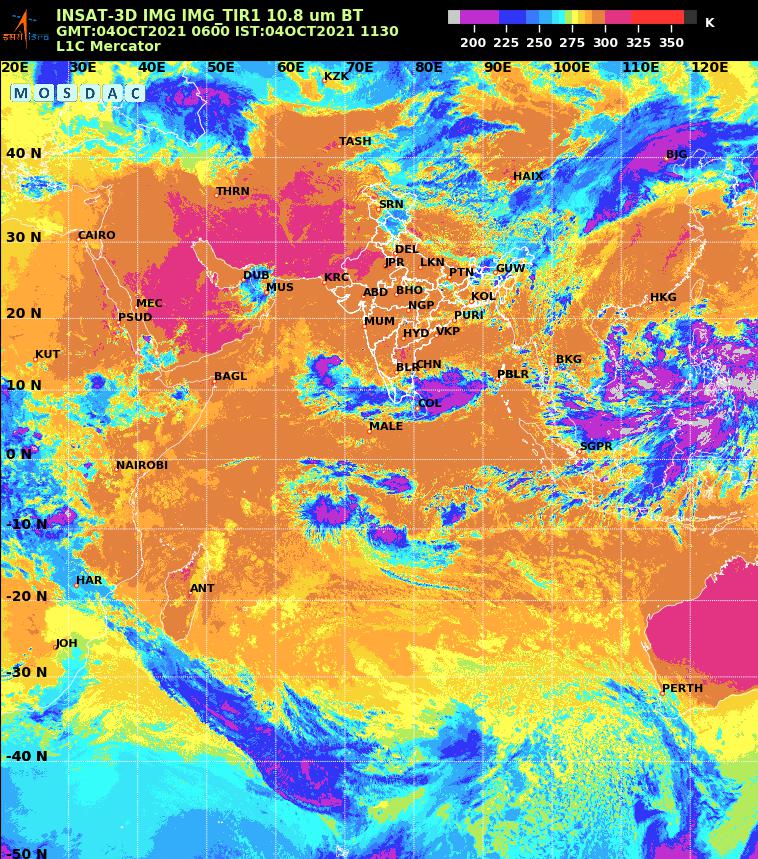 INSAT-3D IMG IMG_TIR1 10.8 um BT
GMT:04OCT2021 0600 IST:04OCT2021 1130
L1C Mercator
K
200 225 250 275 300 325 350
20E 30E 40E 50E 60E 70E 80E 90E 100E 110E 120E
KZK
M O S D A C
TASH
40 N
BJG
HAIX
THRN
SRN
30 N
CAIRO
DEL
JPR LKN
PTN GUW
DUB KRC
MUS
ABD BHO
KOL
MEC
NGP
HKG
20 N
PSUD
PURI
MUM
HYD VKP
KUT
BKG
BLR CHN
BAGL
PBLR
10 N
COL
MALE
SGPR
0 N
NAIROBI
-10 N
HAR
ANT
-20 N
JOH
-30 N
PERTH
-40 N
-50 N